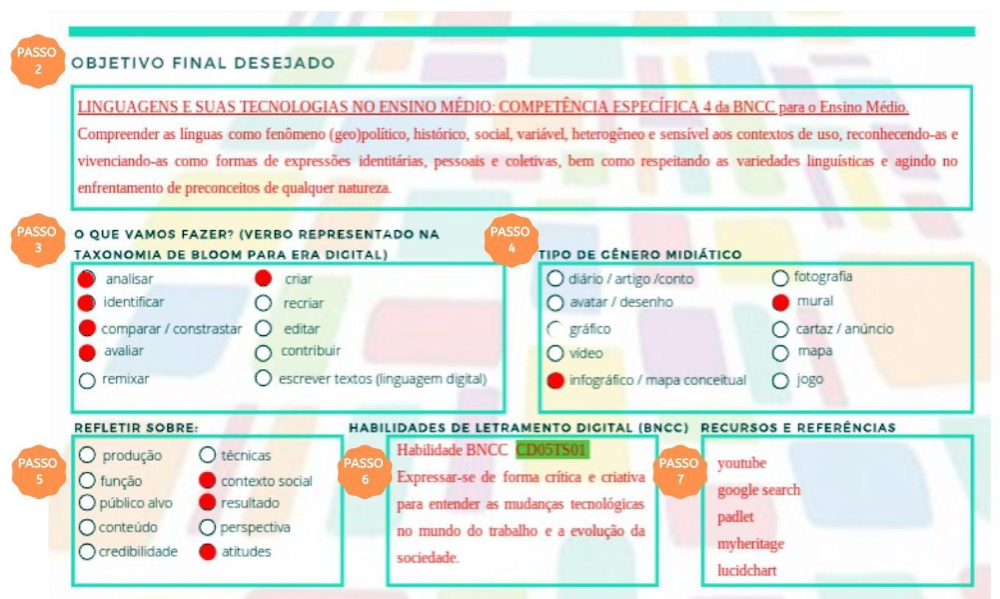 PASSO
2
OBJETIVO FINAL DESEJADO
LINGUAGENS E SUAS TECNOLOGIAS NO ENSINO MÉDIO: COMPETÊNCIA ESPECÍFICA 4 da BNCC para o Ensino Médio.
Compreender as línguas como fenômeno (geo)político, histórico, social, variável, heterogêneo e sensível aos contextos de uso, reconhecendo-as e
vivenciando-as como formas de expressões identitárias, pessoais e coletivas, bem como respeitando as variedades linguísticas e agindo no
enfrentamento de preconceitos de qualquer natureza.
PASSO
3
O QUE VAMOS FAZER? (VERBO REPRESENTADO NA
TAXONOMIA DE BLOOM PARA ERA DIGITAL)
analisar
identificar
comparar / constrastar
avaliar
remixar
criar
recriar
editar
contribuir
escrever textos (linguagem digital)
PASSO
4
TIPO DE GÊNERO MIDIÁTICO
diário / artigo /conto
avatar / desenho
gráfico
vídeo
infográfico / mapa conceitual
fotografia
mural
cartaz / anúncio
mapa
jogo
PASSO
5
REFLETIR SOBRE:
produção
função
público alvo
conteúdo
credibilidade
técnicas
contexto social
resultado
perspectiva
atitudes
PASSO
6
HABILIDADES DE LETRAMENTO DIGITAL (BNCC)
Habilidade BNCC CD05TS01
Expressar-se de forma crítica e criativa
para entender as mudanças tecnológicas
no mundo do trabalho e a evolução da
sociedade.
PASSO
7
RECURSOS E REFERÊNCIAS
youtube
google search
padlet
myheritage
lucidchart